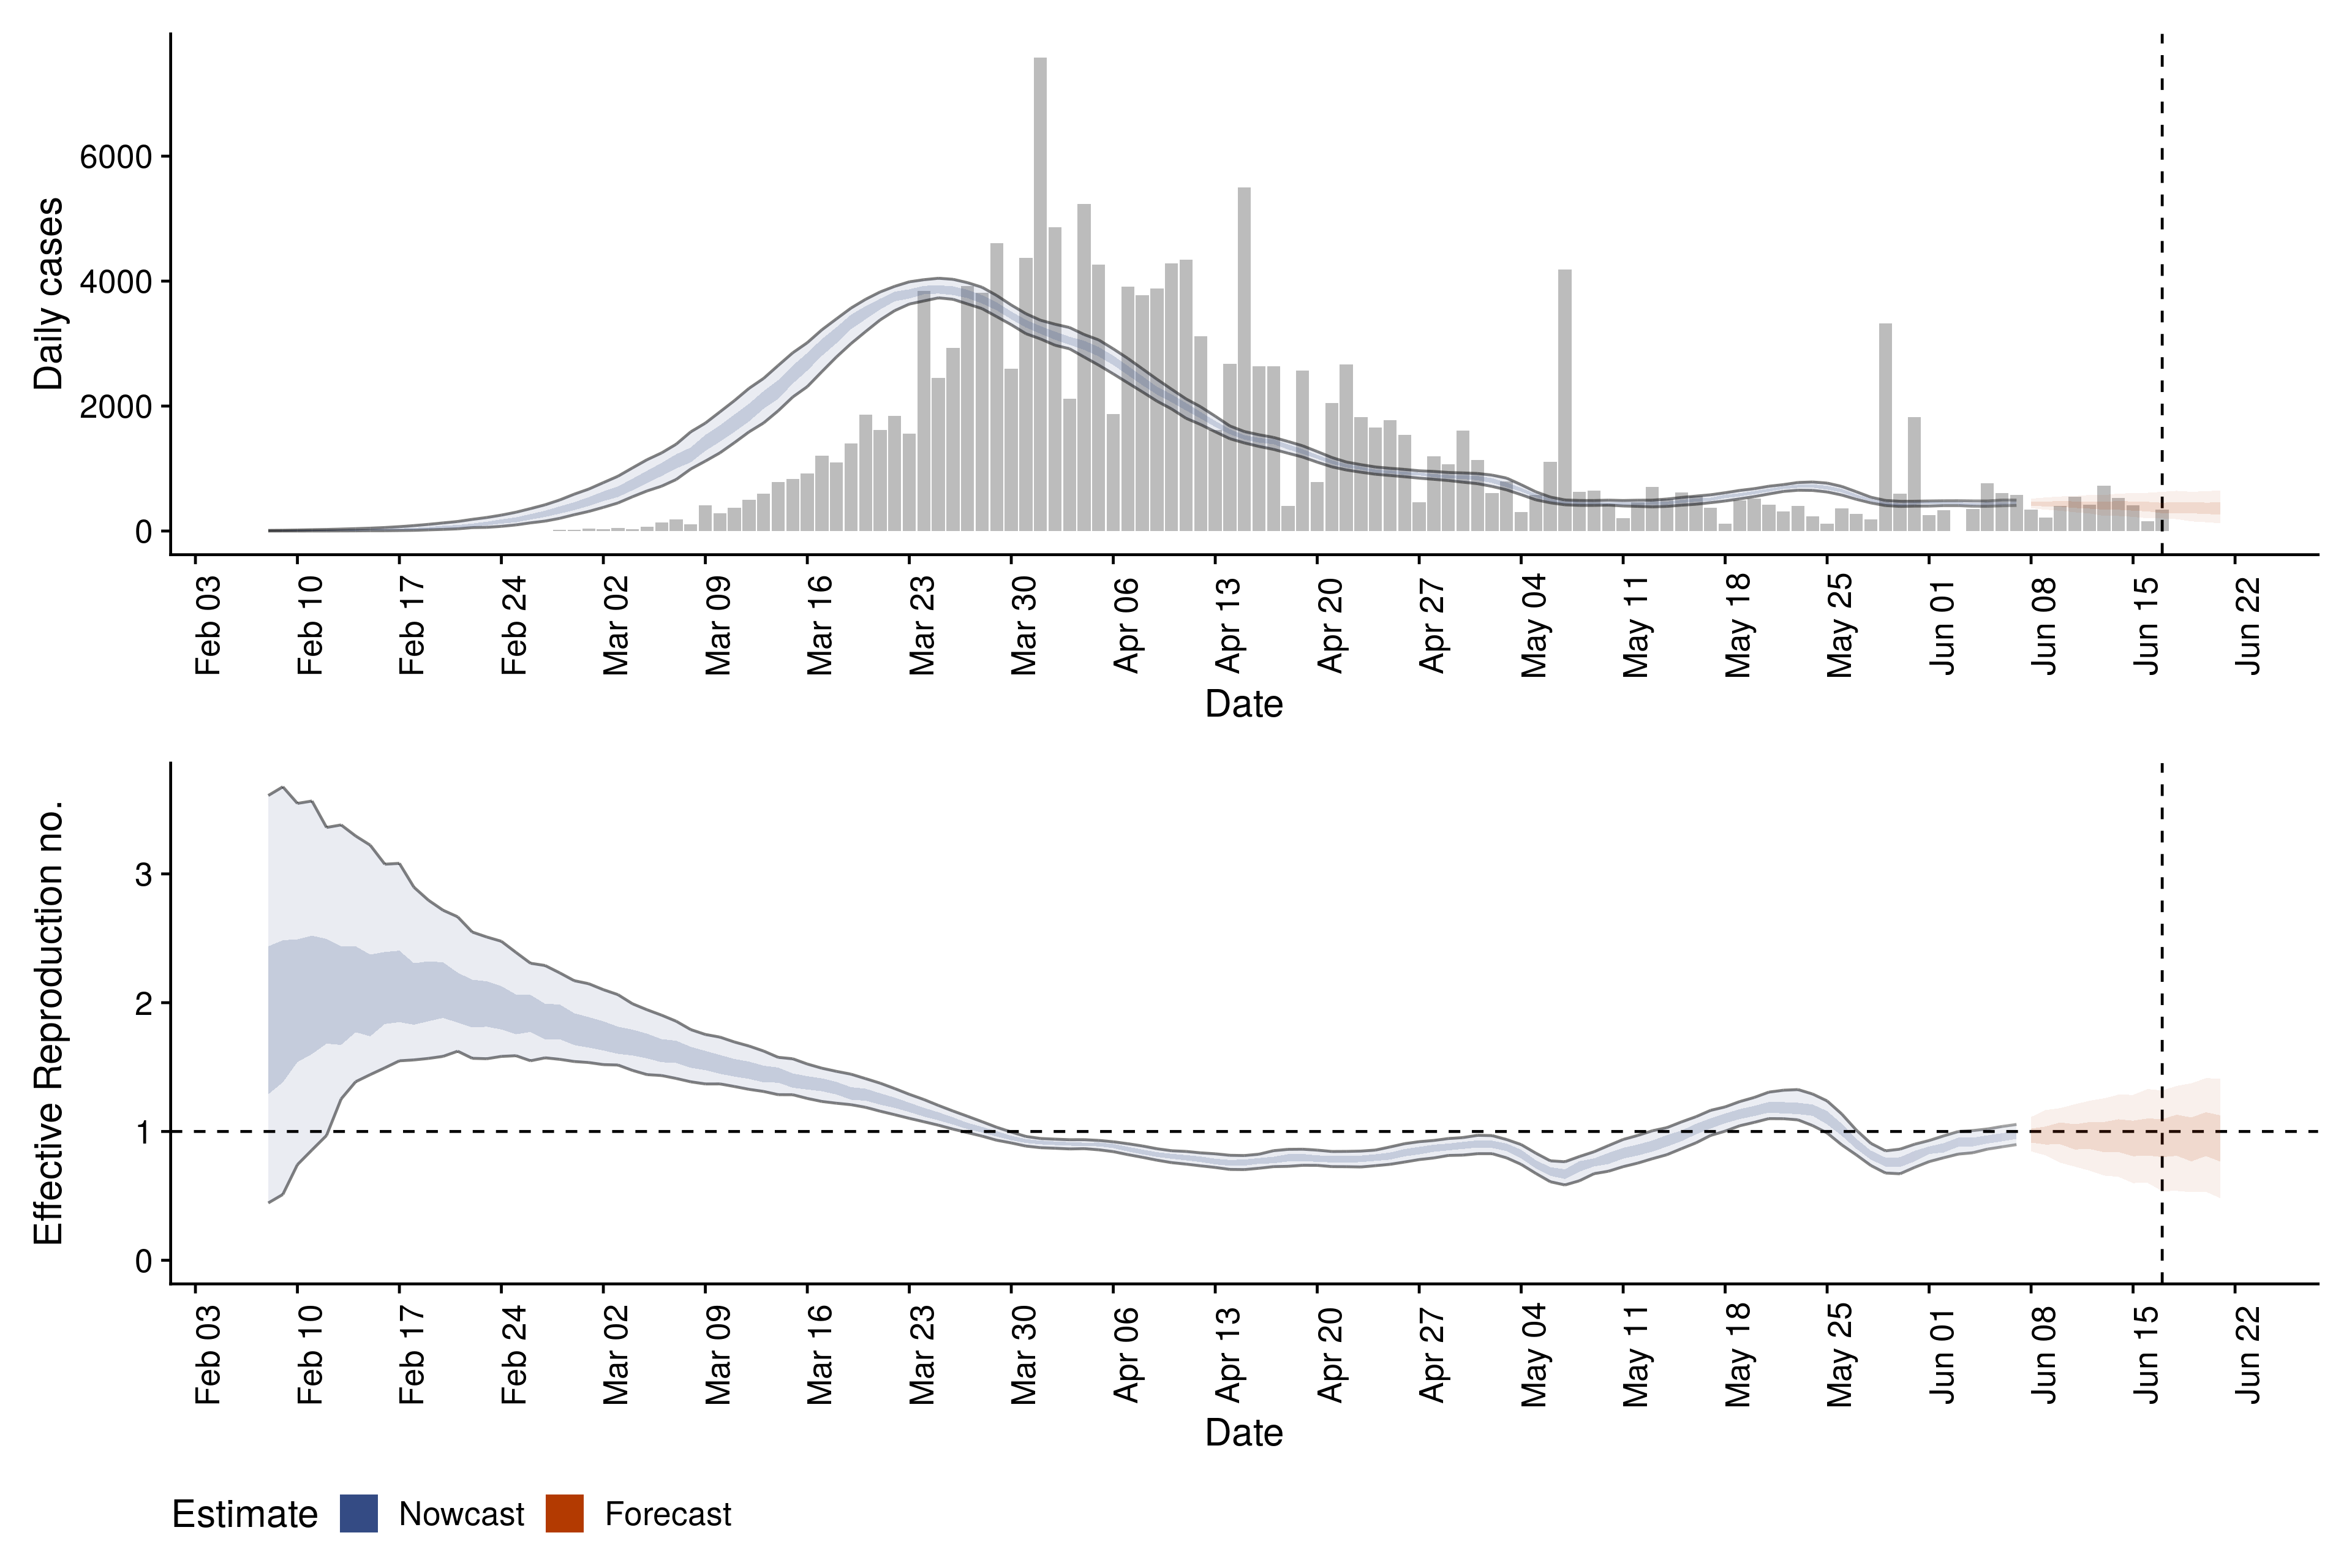 Daily cases
6000
4000
2000
0
Feb 03
Feb 10
Feb 17
Feb 24
Mar 02
Mar 09
Mar 16
Mar 23
Mar 30
Apr 06
Apr 13
Apr 20
Apr 27
May 04
May 11
May 18
May 25
Jun 01
Jun 08
Jun 15
Jun 22
Date
Effective Reproduction no.
3
2
1
0
Feb 03
Feb 10
Feb 17
Feb 24
Mar 02
Mar 09
Mar 16
Mar 23
Mar 30
Apr 06
Apr 13
Apr 20
Apr 27
May 04
May 11
May 18
May 25
Jun 01
Jun 08
Jun 15
Jun 22
Date
Estimate Nowcast Forecast